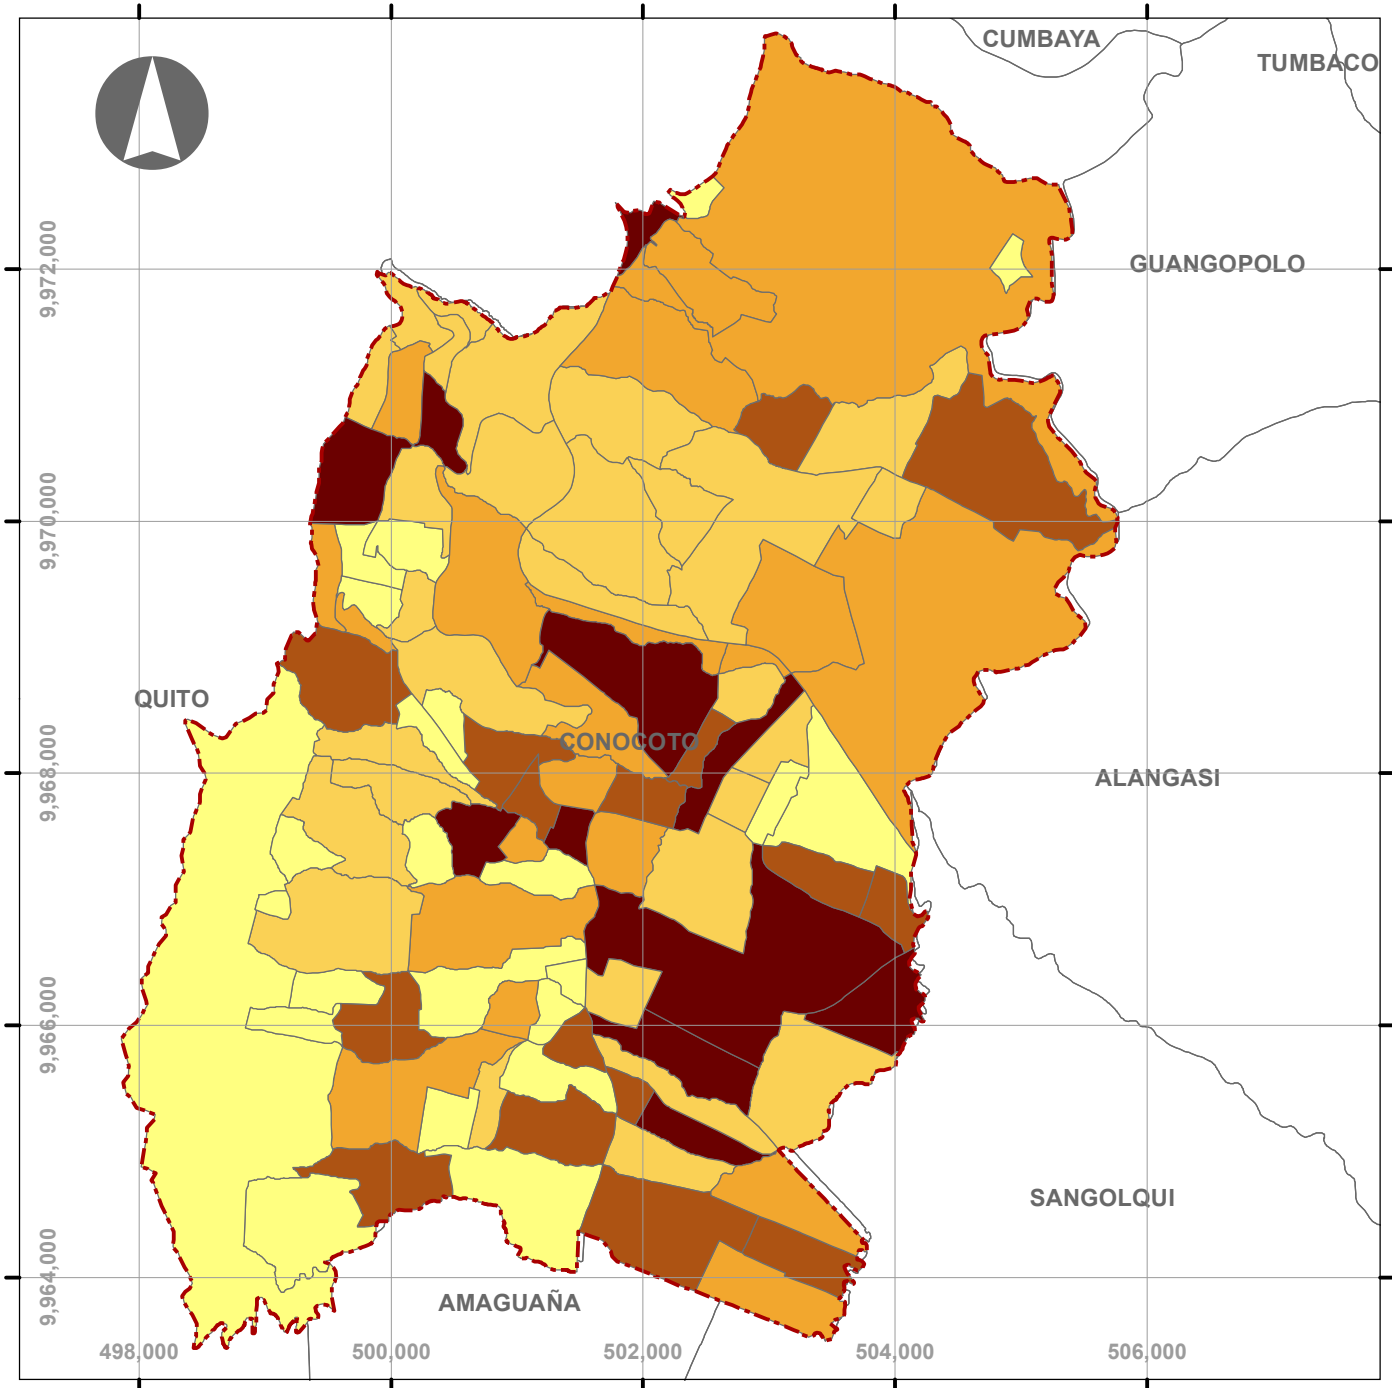 CUMBAYA
TUMBACO
GUANGOPOLO
9,972,000
9,970,000
QUITO
CONOCOTO
9,968,000
ALANGASI
9,966,000
SANGOLQUI
9,964,000
AMAGUAÑA
498,000
500,000
502,000
504,000
506,000